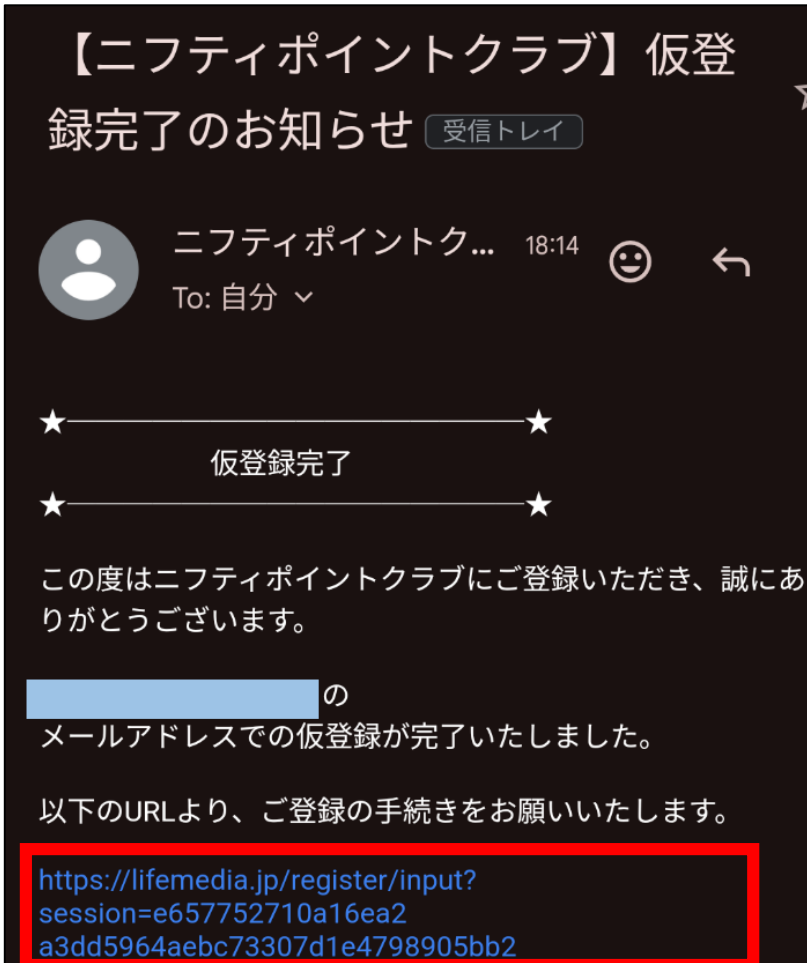 【ニフティポイントクラブ】仮登
録完了のお知らせ 受信トレイ
ニフティポイントク... 18:14
To: 自分
★――――――――――――――――★
仮登録完了
★――――――――――――――――★
この度はニフティポイントクラブにご登録いただき、誠にあ
りがとうございます。
の
メールアドレスでの仮登録が完了いたしました。
以下のURLより、ご登録の手続きをお願いいたします。
https://lifemedia.jp/register/input?
session=e657752710a16ea2
a3dd5964aebc73307d1e4798905bb2